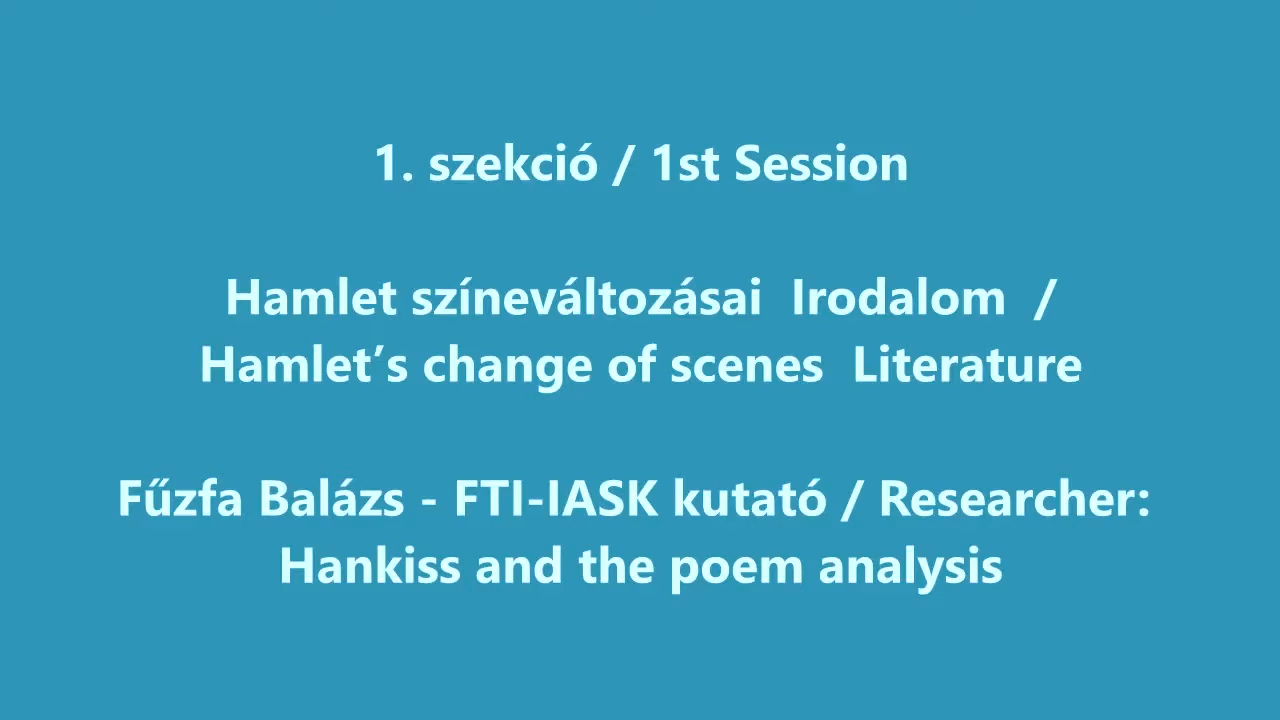 1. szekció / 1st Session
Hamlet színeváltozásai  Irodalom  /
Hamlet’s change of scenes  Literature
Fűzfa Balázs - FTI-IASK kutató / Researcher:
Hankiss and the poem analysis